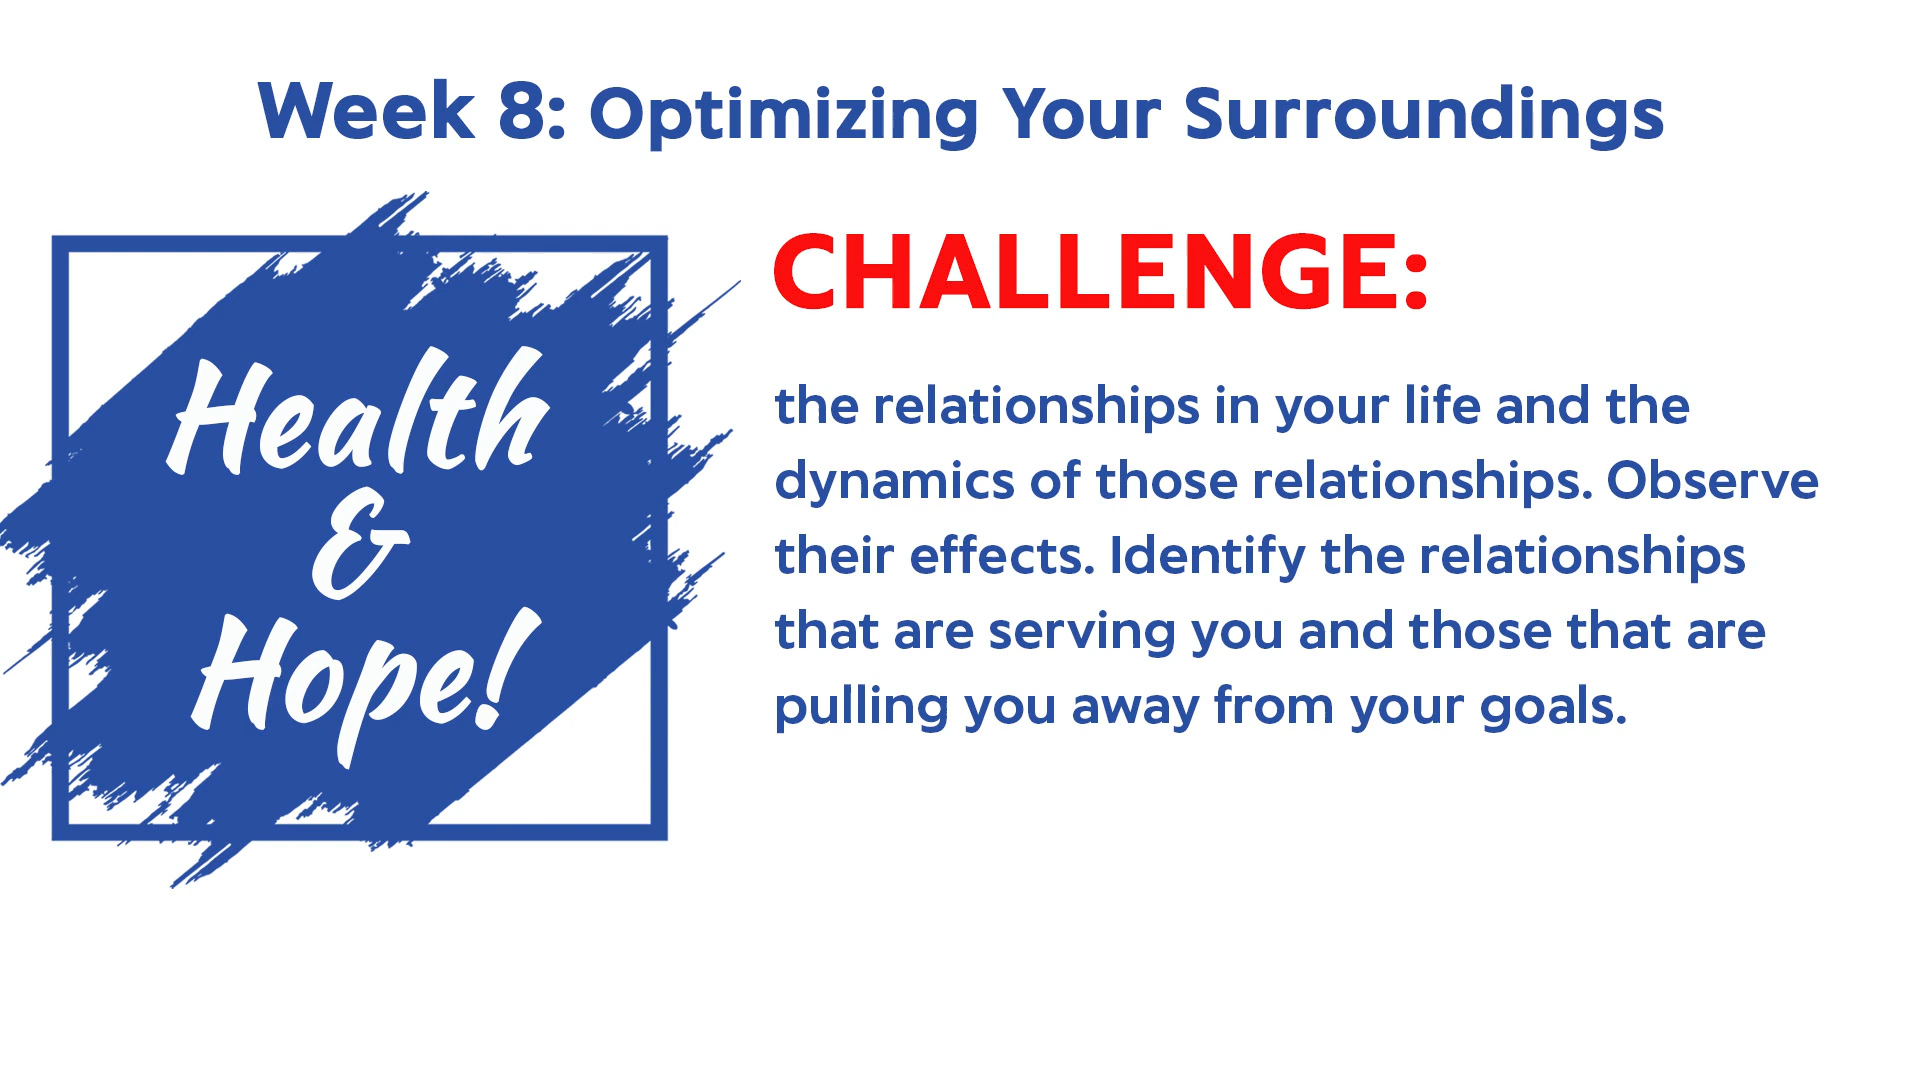 Week 8: Optimizing Your Surroundings
Health
&
Hope!
CHALLENGE:
the relationships in your life and the
dynamics of those relationships. Observe
their effects. Identify the relationships
that are serving you and those that are
pulling you away from your goals.